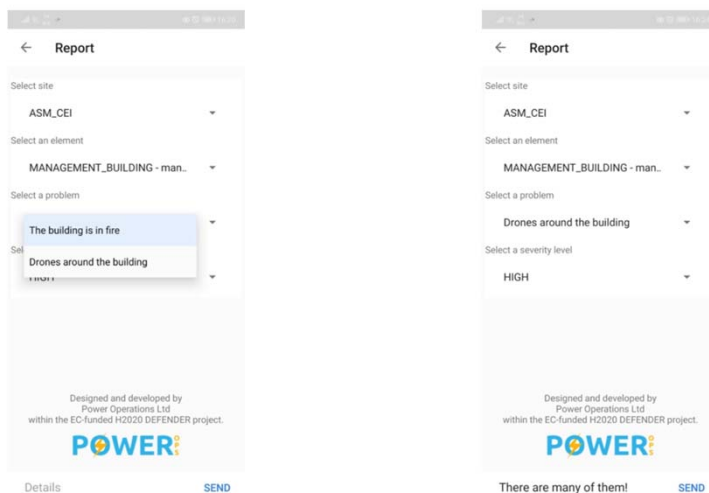 Report
Select site
ASM_CEI
Select an element
MANAGEMENT_BUILDING - man..
Select a problem
The building is in fire
Sel
Drones around the building
HIGH
Designed and developed by
Power Operations Ltd
within the EC-funded H2020 DEFENDER project.
POWER OPS
Details SEND
Report
Select site
ASM_CEI
Select an element
MANAGEMENT_BUILDING - man..
Select a problem
Drones around the building
Select a severity level
HIGH
Designed and developed by
Power Operations Ltd
within the EC-funded H2020 DEFENDER project.
POWER OPS
There are many of them! SEND